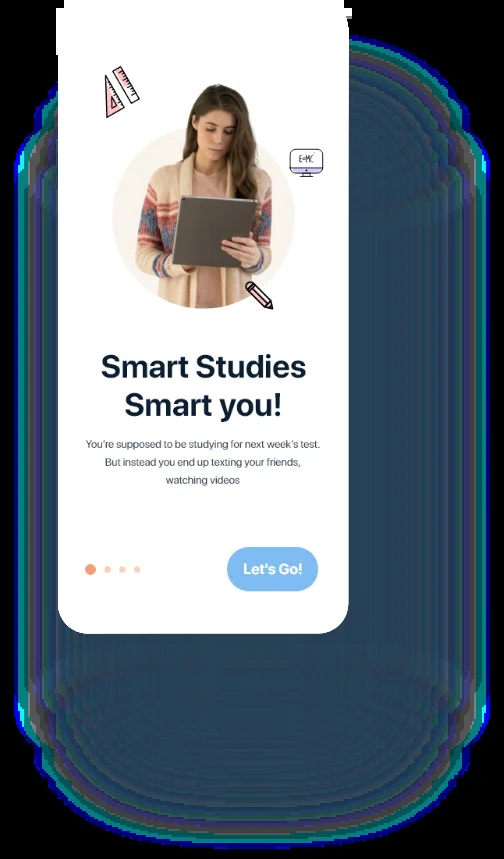 E=MC²
Smart Studies
Smart you!
You're supposed to be studying for next week's test.
But instead you end up texting your friends,
watching videos
Let's Go!